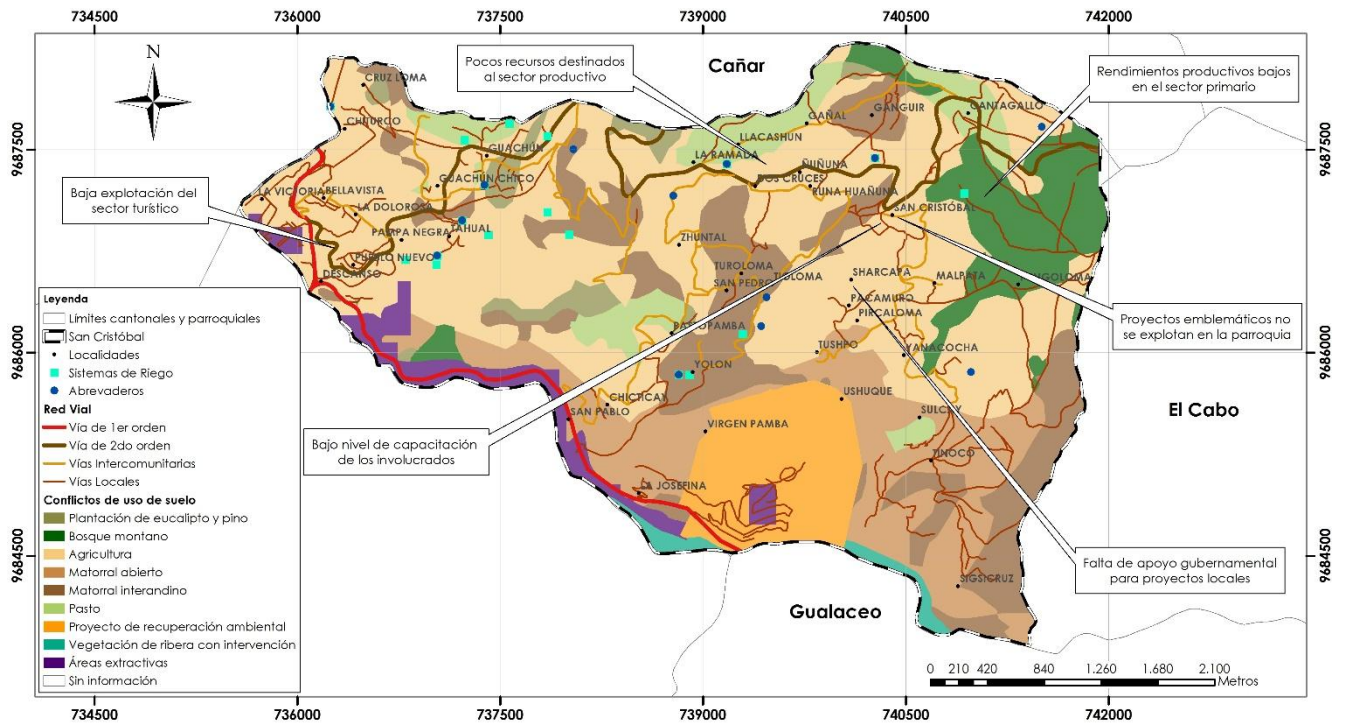 734500
736000
737500
739000
740500
742000
N
Cañar
Pocos recursos destinados
al sector productivo
Rendimientos productivos bajos
en el sector primario
CRUZ LOMA
CHITURCO
GAÑAL
GANGUIR
CANTAGALLO
9687500
9687500
LLACASHUN
GUACHUN
LA RAMADA
ÑUÑUNA
Baja explotación del
sector turístico
GUACHUN CHICO
DOS CRUCES
RUNA HUAÑUNA
LA VICTORIA
BELLAVISTA
LA DOLOROSA
SAN CRISTÓBAL
PAMPA NEGRA
TAHUAL
ZHUNTAL
PUEBLO NUEVO
DESCANSO
TUROLOMA
SAN PEDRO
SHARCAPA
MALPATA
PACAMURO
PIRCALOMA
Proyectos emblemáticos no
se explotan en la parroquia
9686000
9686000
TUSHPO
YANACOCHA
YOLON
El Cabo
CHICTICAY
USHUQUE
SAN PABLO
VIRGEN PAMBA
Bajo nivel de capacitación
de los involucrados
TINOCO
LA JOSEFINA
9684500
9684500
Falta de apoyo gubernamental
para proyectos locales
SIGSICRUZ
Gualaceo
Leyenda
Límites cantonales y parroquiales
San Cristóbal
Localidades
Sistemas de Riego
Abrevaderos
Red Vial
Vía de 1er orden
Vía de 2do orden
Vías Intercomunitarias
Vías Locales
Conflictos de uso de suelo
Plantación de eucalipto y pino
Bosque montano
Agricultura
Matorral abierto
Matorral interandino
Pasto
Proyecto de recuperación ambiental
Vegetación de ribera con intervención
Áreas extractivas
Sin información
0 210 420 840 1.260 1.680 2.100
Metros
734500
736000
737500
739000
740500
742000